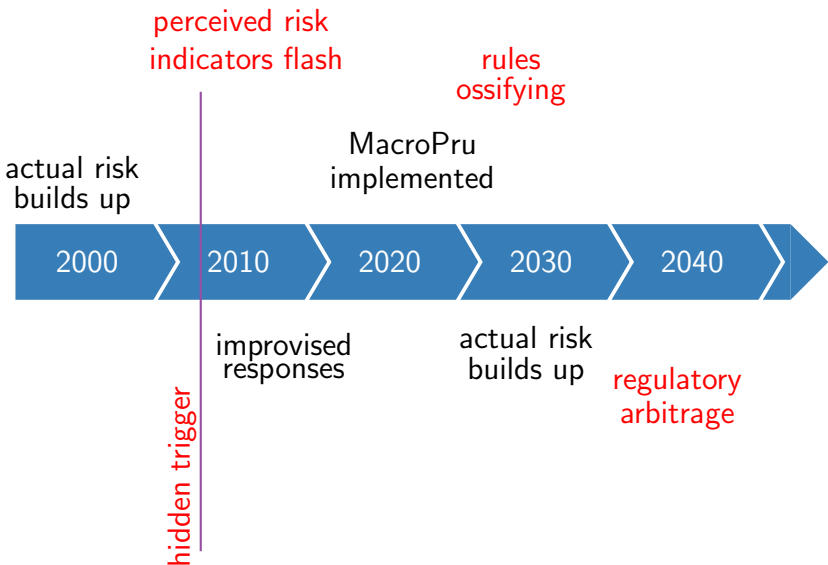 perceived risk
indicators flash
rules
ossifying
MacroPru
implemented
actual risk
builds up
2000
2010
2020
2030
2040
improvised
responses
actual risk
builds up
regulatory
arbitrage
hidden trigger